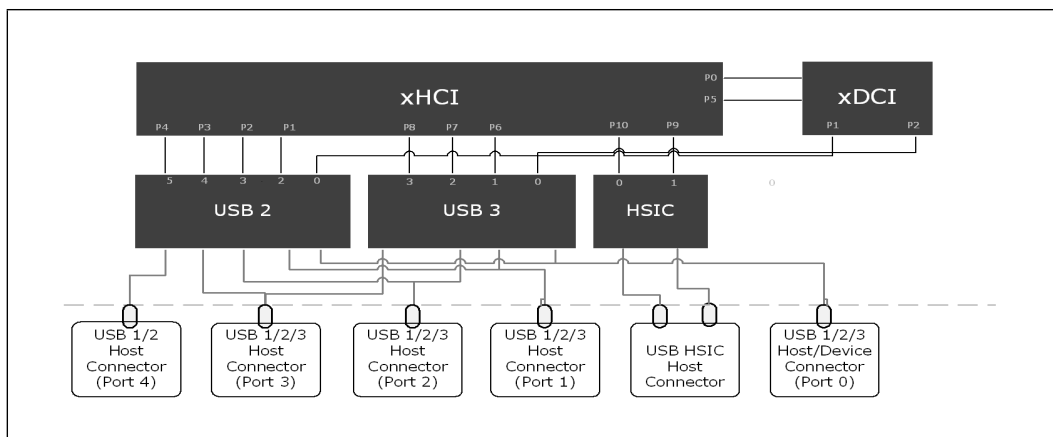 xHCI
P0
P5
xDCI
P4 P3 P2 P1 P8 P7 P6 P10 P9
P1 P2
5 4 3 2 0
USB 2
3 2 1 0
USB 3
0 1
HSIC
0
USB 1/2
Host
Connector
(Port 4)
USB 1/2/3
Host
Connector
(Port 3)
USB 1/2/3
Host
Connector
(Port 2)
USB 1/2/3
Host
Connector
(Port 1)
USB HSIC
Host
Connector
USB 1/2/3
Host/Device
Connector
(Port 0)